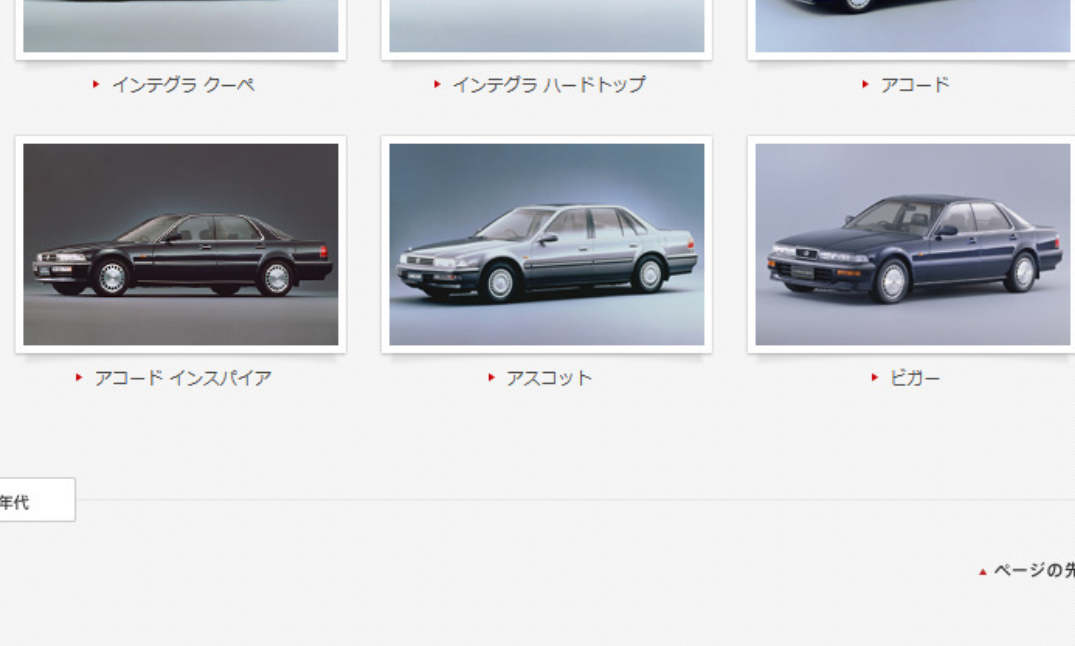 インテグラ クーペ
インテグラ ハードトップ
アコード
アコード インスパイア
アスコット
ビガー
年代
ページの先